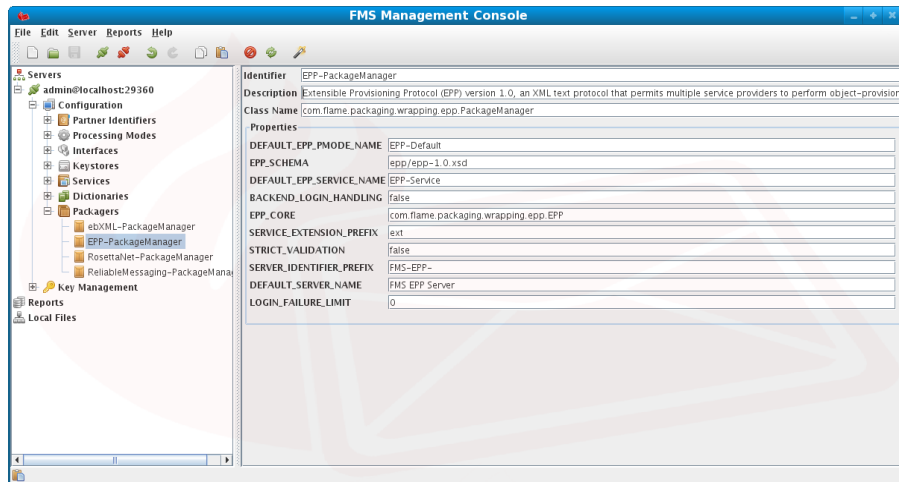 FMS Management Console
File Edit Server Reports Help
Servers
admin@localhost:29360
Configuration
Partner Identifiers
Processing Modes
Interfaces
Keystores
Services
Dictionaries
Packagers
ebXML-PackageManager
EPP-PackageManager
RosettaNet-PackageManager
ReliableMessaging-PackageMana
Key Management
Reports
Local Files
Identifier EPP-PackageManager
Description Extensible Provisioning Protocol (EPP) version 1.0, an XML text protocol that permits multiple service providers to perform object-provision
Class Name com.flame.packaging.wrapping.epp.PackageManager
Properties
DEFAULT_EPP_PMODE_NAME EPP-Default
EPP_SCHEMA epp/epp-1.0.xsd
DEFAULT_EPP_SERVICE_NAME EPP-Service
BACKEND_LOGIN_HANDLING false
EPP_CORE com.flame.packaging.wrapping.epp.EPP
SERVICE_EXTENSION_PREFIX ext
STRICT_VALIDATION false
SERVER_IDENTIFIER_PREFIX FMS-EPP-
DEFAULT_SERVER_NAME FMS EPP Server
LOGIN_FAILURE_LIMIT 0